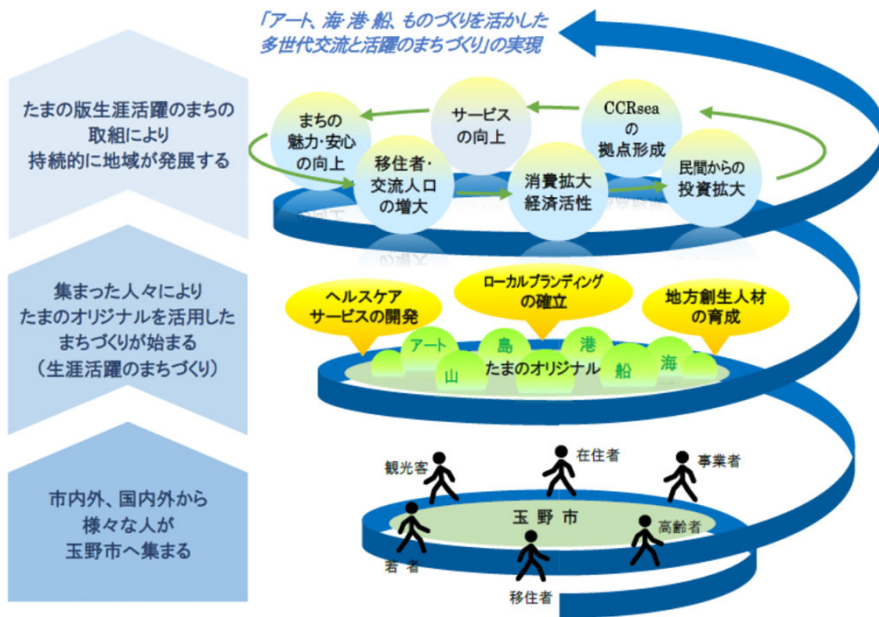 「アート、海・港・船、ものづくりを活かした
多世代交流と活躍のまちづくり」の実現
たまの版生涯活躍のまちの
取組により
持続的に地域が発展する
まちの
魅力・安心
の向上
サービス
の向上
CCRsea
の
拠点形成
移住者・
交流人口
の増大
消費拡大
経済活性
民間からの
投資拡大
集まった人々により
たまのオリジナルを活用した
まちづくりが始まる
（生涯活躍のまちづくり）
ヘルスケア
サービスの開発
ローカルブランディング
の確立
地方創生人材
の育成
アート
島
港
山
たまのオリジナル
船
海
市内外、国内外から
様々な人が
玉野市へ集まる
観光客
在住者
事業者
玉野市
高齢者
若者
移住者